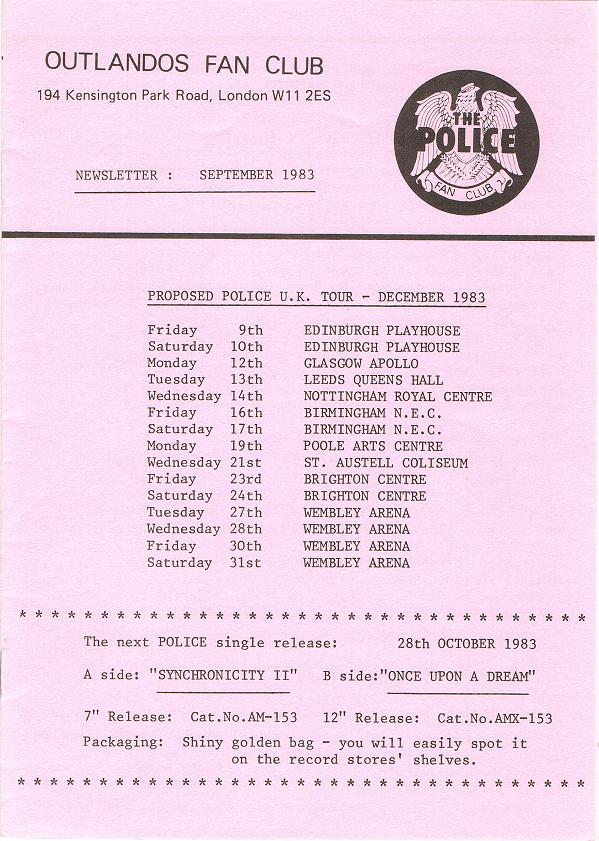 OUTLANDOS FAN CLUB
194 Kensington Park Road, London W11 2ES
THE
POLICE
FAN CLUB
NEWSLETTER : SEPTEMBER 1983
PROPOSED POLICE U.K. TOUR - DECEMBER 1983
Friday 9th EDINBURGH PLAYHOUSE
Saturday 10th EDINBURGH PLAYHOUSE
Monday 12th GLASGOW APOLLO
Tuesday 13th LEEDS QUEENS HALL
Wednesday 14th NOTTINGHAM ROYAL CENTRE
Friday 16th BIRMINGHAM N.E.C.
Saturday 17th BIRMINGHAM N.E.C.
Monday 19th POOLE ARTS CENTRE
Wednesday 21st ST. AUSTELL COLISEUM
Friday 23rd BRIGHTON CENTRE
Saturday 24th BRIGHTON CENTRE
Tuesday 27th WEMBLEY ARENA
Wednesday 28th WEMBLEY ARENA
Friday 30th WEMBLEY ARENA
Saturday 31st WEMBLEY ARENA
* * * * * * * * * * * * * * * * * * * * * * * * * * * * * * * * * * *
The next POLICE single release: 28th OCTOBER 1983
A side: "SYNCHRONICITY II" B side:"ONCE UPON A DREAM"
7" Release: Cat.No.AM-153 12" Release: Cat.No.AMX-153
Packaging: Shiny golden bag - you will easily spot it
on the record stores' shelves.
* * * * * * * * * * * * * * * * * * * * * * * * * * * * * * * * * * *